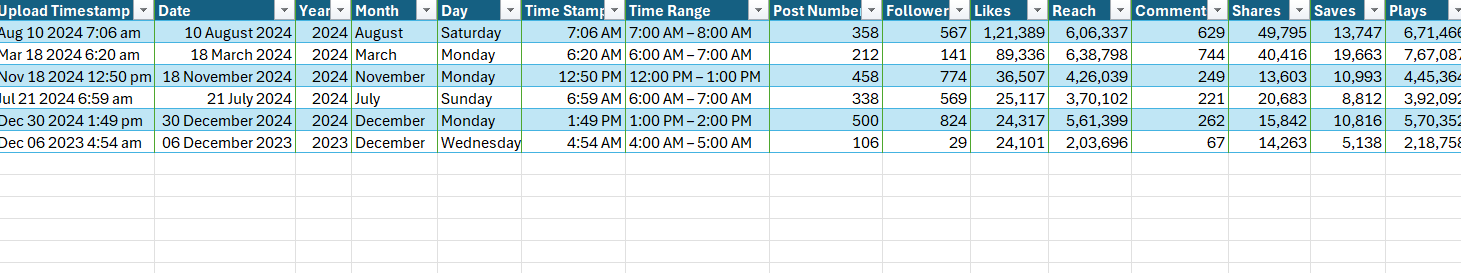 Upload Timestamp Date Year Month Day Time Stamp Time Range Post Number Follower Likes Reach Comment Shares Saves Plays
Aug 10 2024 7:06 am 10 August 2024 2024 August Saturday 7:06 AM 7:00 AM – 8:00 AM 358 567 1,21,389 6,06,337 629 49,795 13,747 6,71,466
Mar 18 2024 6:20 am 18 March 2024 2024 March Monday 6:20 AM 6:00 AM – 7:00 AM 212 141 89,336 6,38,798 744 40,416 19,663 7,67,087
Nov 18 2024 12:50 pm 18 November 2024 2024 November Monday 12:50 PM 12:00 PM – 1:00 PM 458 774 36,507 4,26,039 249 13,603 10,993 4,45,364
Jul 21 2024 6:59 am 21 July 2024 2024 July Sunday 6:59 AM 6:00 AM – 7:00 AM 338 569 25,117 3,70,102 221 20,683 8,812 3,92,092
Dec 30 2024 1:49 pm 30 December 2024 2024 December Monday 1:49 PM 1:00 PM – 2:00 PM 500 824 24,317 5,61,399 262 15,842 10,816 5,70,352
Dec 06 2023 4:54 am 06 December 2023 2023 December Wednesday 4:54 AM 4:00 AM – 5:00 AM 106 29 24,101 2,03,696 67 14,263 5,138 2,18,758